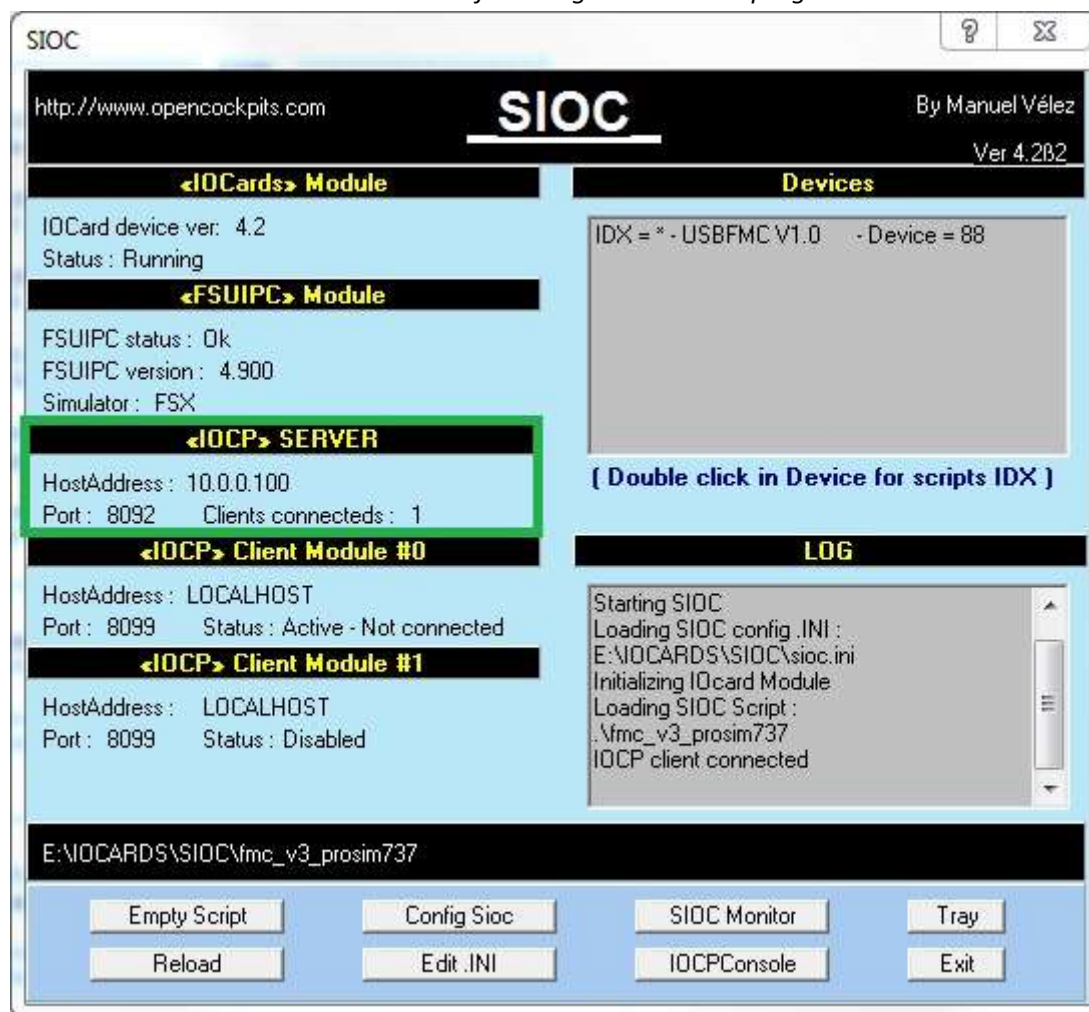 SIOC
http://www.opencockpits.com
SIOC
By Manuel Vélez
Ver 4.2ß2
«IOCards» Module
IOCard device ver: 4.2
Status : Running
«FSUIPC» Module
FSUIPC status : Ok
FSUIPC version : 4.900
Simulator : FSX
«IOCP» SERVER
HostAddress : 10.0.0.100
Port : 8092 Clients connecteds : 1
«IOCP» Client Module #0
HostAddress : LOCALHOST
Port : 8099 Status : Active - Not connected
«IOCP» Client Module #1
HostAddress : LOCALHOST
Port : 8099 Status : Disabled
Devices
IDX = * - USBFMC V1.0 - Device = 88
( Double click in Device for scripts IDX )
LOG
Starting SIOC
Loading SIOC config .INI :
E:\IOCARDS\SIOC\sioc.ini
Initializing IOcard Module
Loading SIOC Script :
.\fmc_v3_prosim737
IOCP client connected
E:\IOCARDS\SIOC\fmc_v3_prosim737
Empty Script Config Sioc SIOC Monitor Tray
Reload Edit .INI IOCPConsole Exit